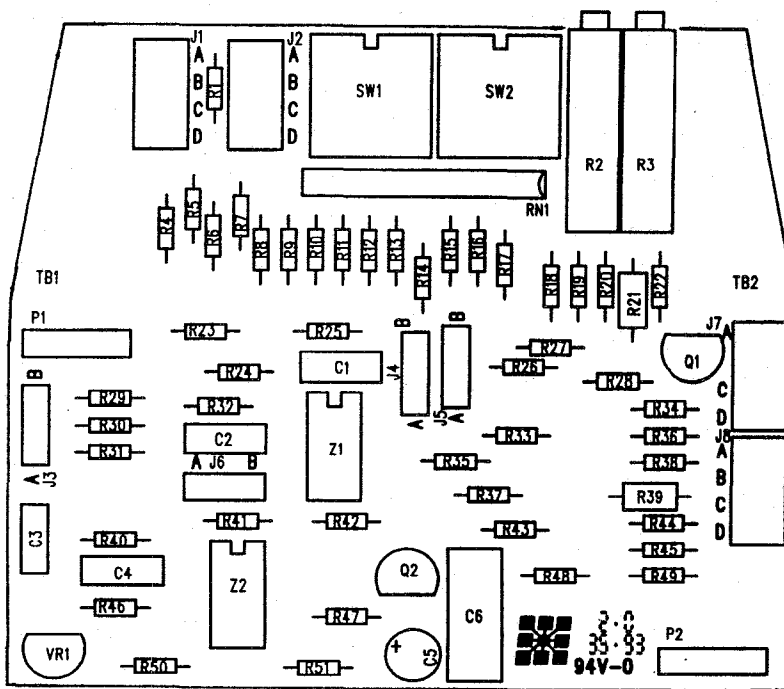 J1
J2
A
A
B
B
C
C
D
D
R1
SW1
SW2
R2
R3
RN1
R4
R5
R6
R7
R8
R9
R10
R11
R12
R13
R14
R15
R16
R17
R18
R19
R20
R21
R22
TB1
TB2
P1
R23
R25
B
B
J7
A
C
D
R27
R26
Q1
R24
C1
J4
R28
B
R29
R32
J5
A
A
R34
R30
C2
Z1
R33
R36
J8
R31
A
J6
B
R35
R38
A
B
C
D
A
J3
R37
R39
C3
R41
R42
R43
R44
R40
R45
C4
Z2
Q2
R48
R49
R46
R47
C6
+
C5
P2
VR1
R50
R51
94V-0